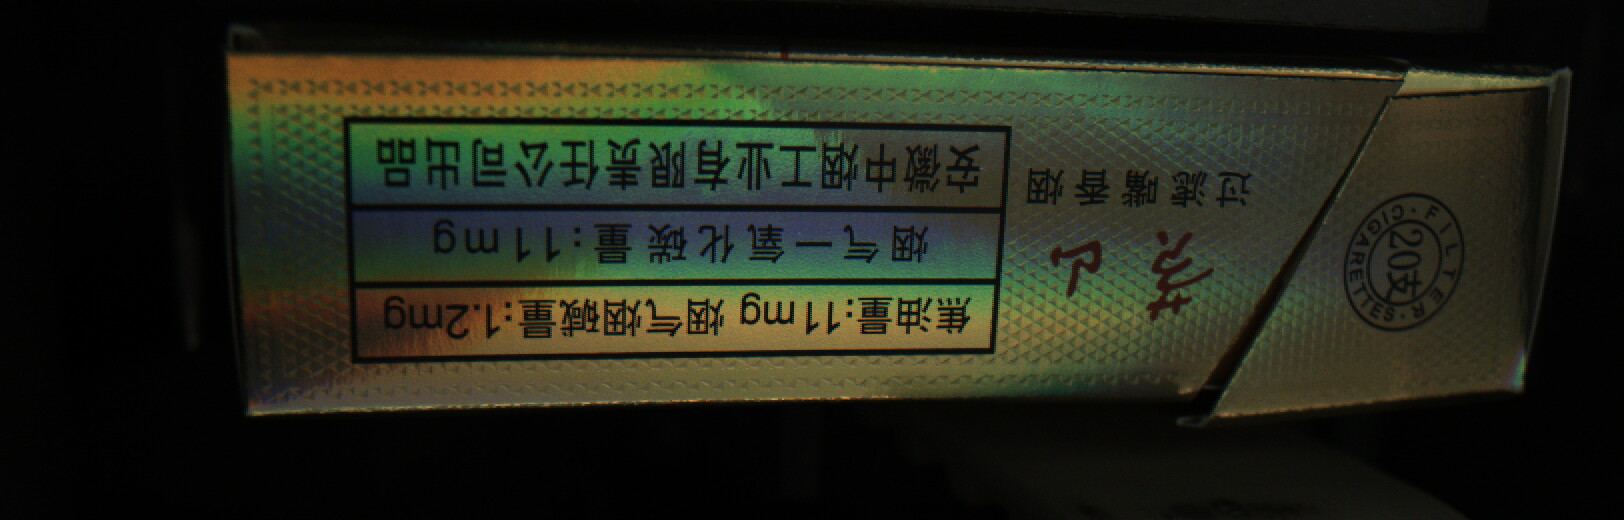 焦油量:11mg 烟气烟碱量:1.2mg
烟气一氧化碳量:11mg
安徽中烟工业有限责任公司出品
黄山
过滤嘴香烟
FILTER·CIGARETTES·
20支